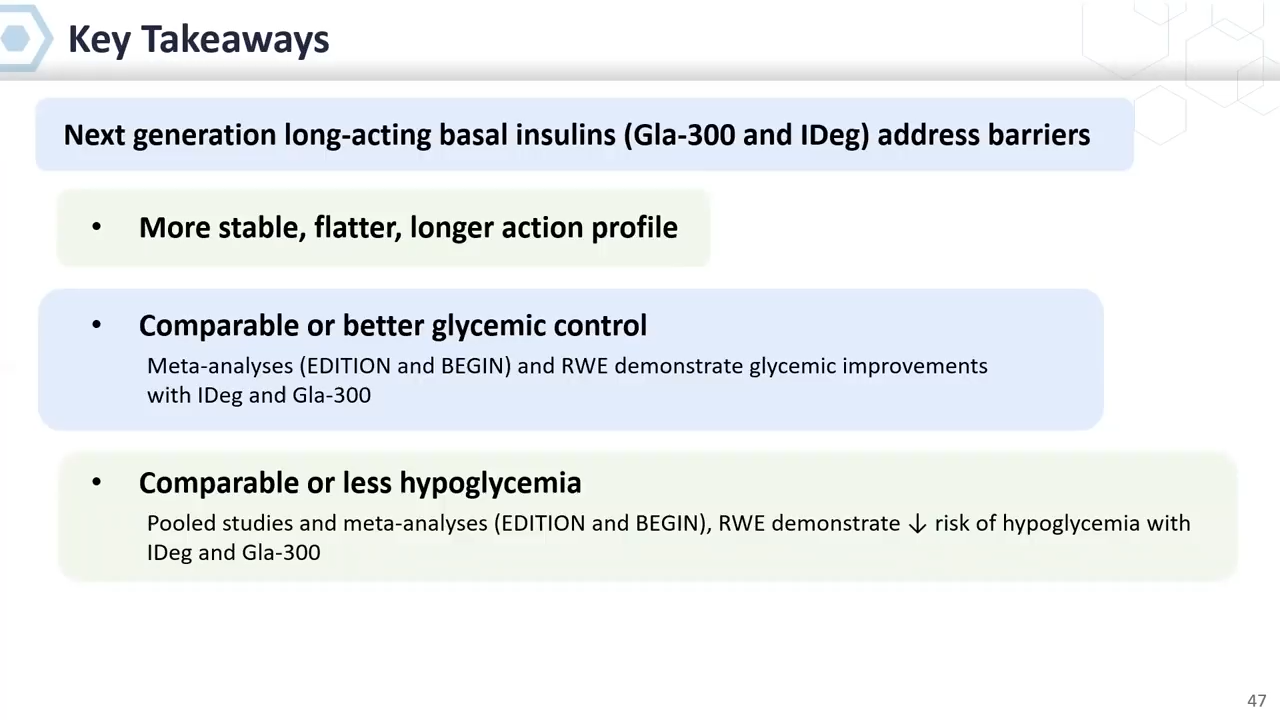 Key Takeaways
Next generation long-acting basal insulins (Gla-300 and IDeg) address barriers
• More stable, flatter, longer action profile
• Comparable or better glycemic control
Meta-analyses (EDITION and BEGIN) and RWE demonstrate glycemic improvements
with IDeg and Gla-300
• Comparable or less hypoglycemia
Pooled studies and meta-analyses (EDITION and BEGIN), RWE demonstrate ↓ risk of hypoglycemia with
IDeg and Gla-300
47